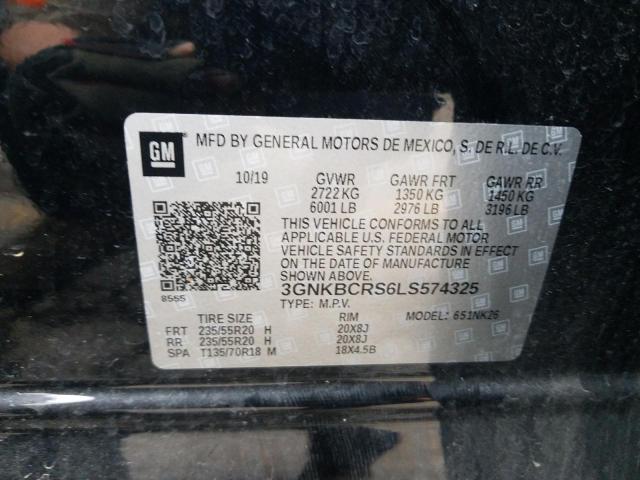 GM
MFD BY GENERAL MOTORS DE MEXICO, S. DE R.L. DE C.V.
10/19 GVWR GAWR FRT GAWR RR
2722 KG 1350 KG 1450 KG
6001 LB 2976 LB 3196 LB
THIS VEHICLE CONFORMS TO ALL
APPLICABLE U.S. FEDERAL MOTOR
VEHICLE SAFETY STANDARDS IN EFFECT
ON THE DATE OF MANUFACTURE
SHOWN ABOVE.
8555 3GNKBCRS6LS574325
TYPE: M.P.V. MODEL: 651NK26
TIRE SIZE RIM
FRT 235/55R20 H 20X8J
RR 235/55R20 H 20X8J
SPA T135/70R18 M 18X4.5B